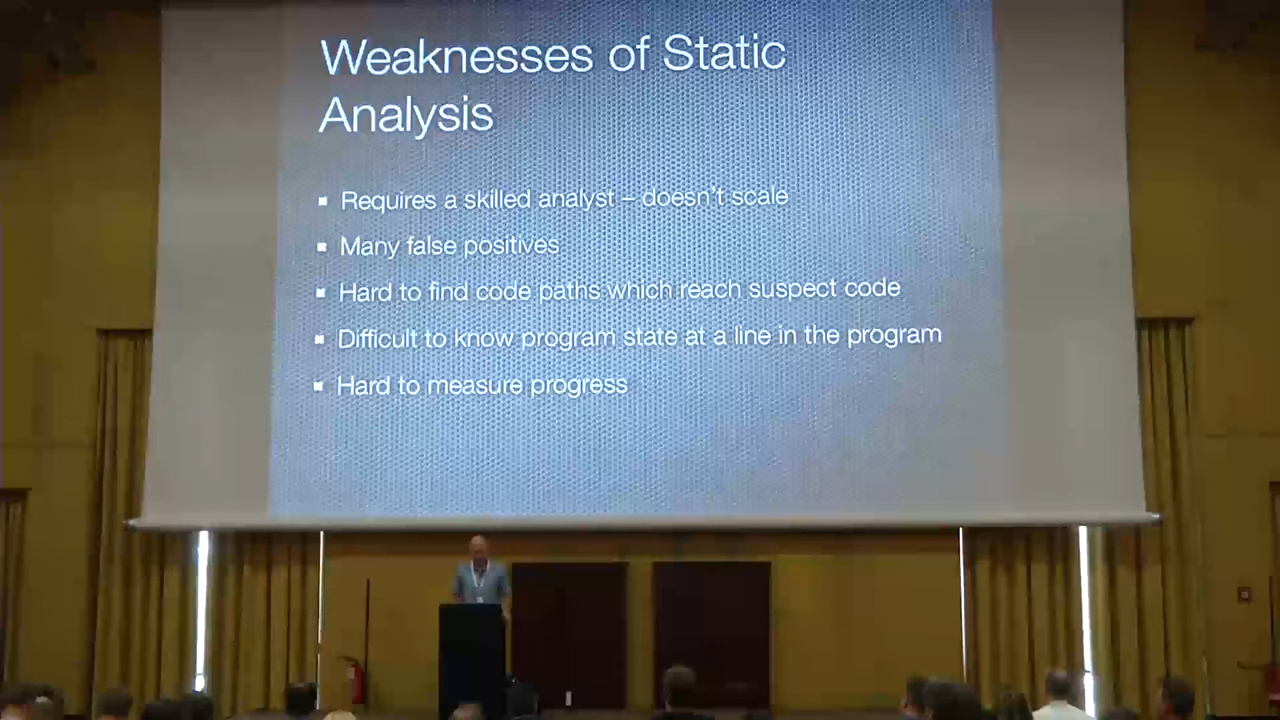 Weaknesses of Static
Analysis
▪ Requires a skilled analyst – doesn't scale
▪ Many false positives
▪ Hard to find code paths which reach suspect code
▪ Difficult to know program state at a line in the program
▪ Hard to measure progress